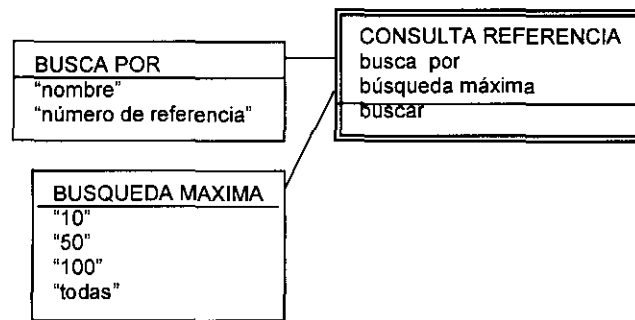 BUSCA POR
"nombre"
"número de referencia"
CONSULTA REFERENCIA
busca por
búsqueda máxima
buscar
BUSQUEDA MAXIMA
"10"
"50"
"100"
"todas"